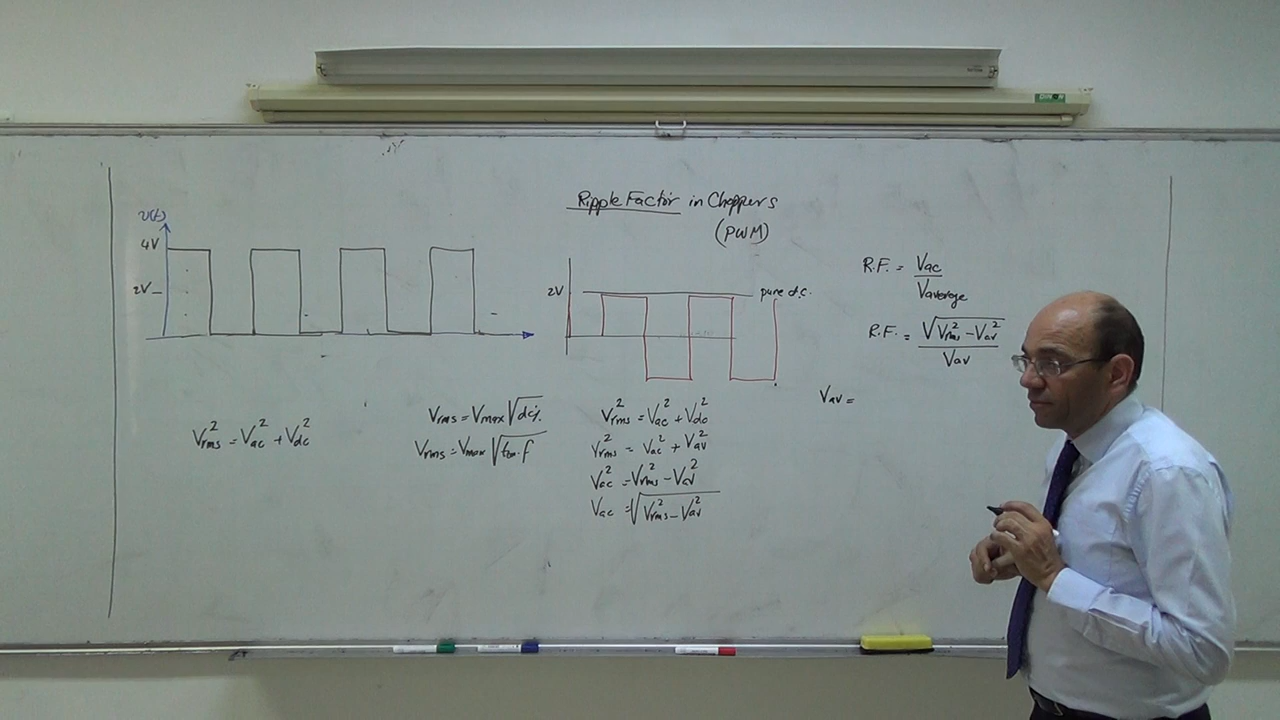 Ripple Factor in Choppers
(PWM)
v(t)
4V
2V
2V
pure d.c.
R.F. = Vac / Vaverage
R.F. = √(Vrms² - Vav²) / Vav
Vav =
Vrms² = Vac² + Vdc²
Vrms = Vmax √dc%
Vrms = Vmax √ton.f
Vrms² = Vac² + Vdc²
Vrms² = Vac² + Vav²
Vac² = Vrms² - Vav²
Vac = √(Vrms² - Vav²)